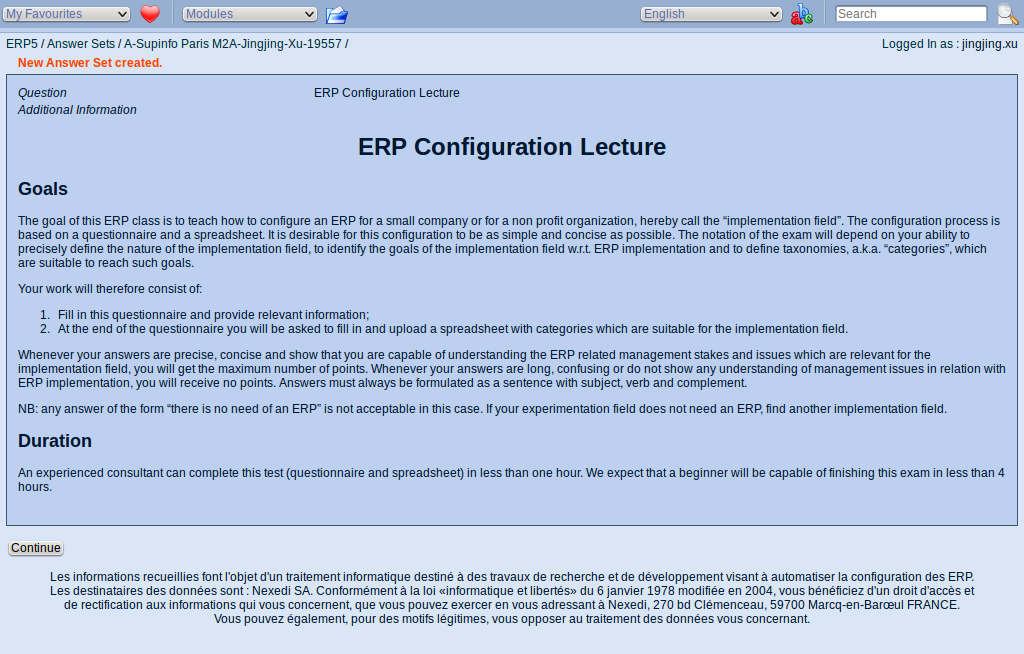 My Favourites Modules English Search
ERP5 / Answer Sets / A-Supinfo Paris M2A-Jingjing-Xu-19557 / Logged In as : jingjing.xu
New Answer Set created.
Question ERP Configuration Lecture
Additional Information
ERP Configuration Lecture
Goals
The goal of this ERP class is to teach how to configure an ERP for a small company or for a non profit organization, hereby call the “implementation field”. The configuration process is
based on a questionnaire and a spreadsheet. It is desirable for this configuration to be as simple and concise as possible. The notation of the exam will depend on your ability to
precisely define the nature of the implementation field, to identify the goals of the implementation field w.r.t. ERP implementation and to define taxonomies, a.k.a. “categories”, which
are suitable to reach such goals.
Your work will therefore consist of:
1. Fill in this questionnaire and provide relevant information;
2. At the end of the questionnaire you will be asked to fill in and upload a spreadsheet with categories which are suitable for the implementation field.
Whenever your answers are precise, concise and show that you are capable of understanding the ERP related management stakes and issues which are relevant for the
implementation field, you will get the maximum number of points. Whenever your answers are long, confusing or do not show any understanding of management issues in relation with
ERP implementation, you will receive no points. Answers must always be formulated as a sentence with subject, verb and complement.
NB: any answer of the form “there is no need of an ERP” is not acceptable in this case. If your experimentation field does not need an ERP, find another implementation field.
Duration
An experienced consultant can complete this test (questionnaire and spreadsheet) in less than one hour. We expect that a beginner will be capable of finishing this exam in less than 4
hours.
Continue
Les informations recueillies font l'objet d'un traitement informatique destiné à des travaux de recherche et de développement visant à automatiser la configuration des ERP.
Les destinataires des données sont : Nexedi SA. Conformément à la loi «informatique et libertés» du 6 janvier 1978 modifiée en 2004, vous bénéficiez d'un droit d'accès et
de rectification aux informations qui vous concernent, que vous pouvez exercer en vous adressant à Nexedi, 270 bd Clémenceau, 59700 Marcq-en-Barœul FRANCE.
Vous pouvez également, pour des motifs légitimes, vous opposer au traitement des données vous concernant.